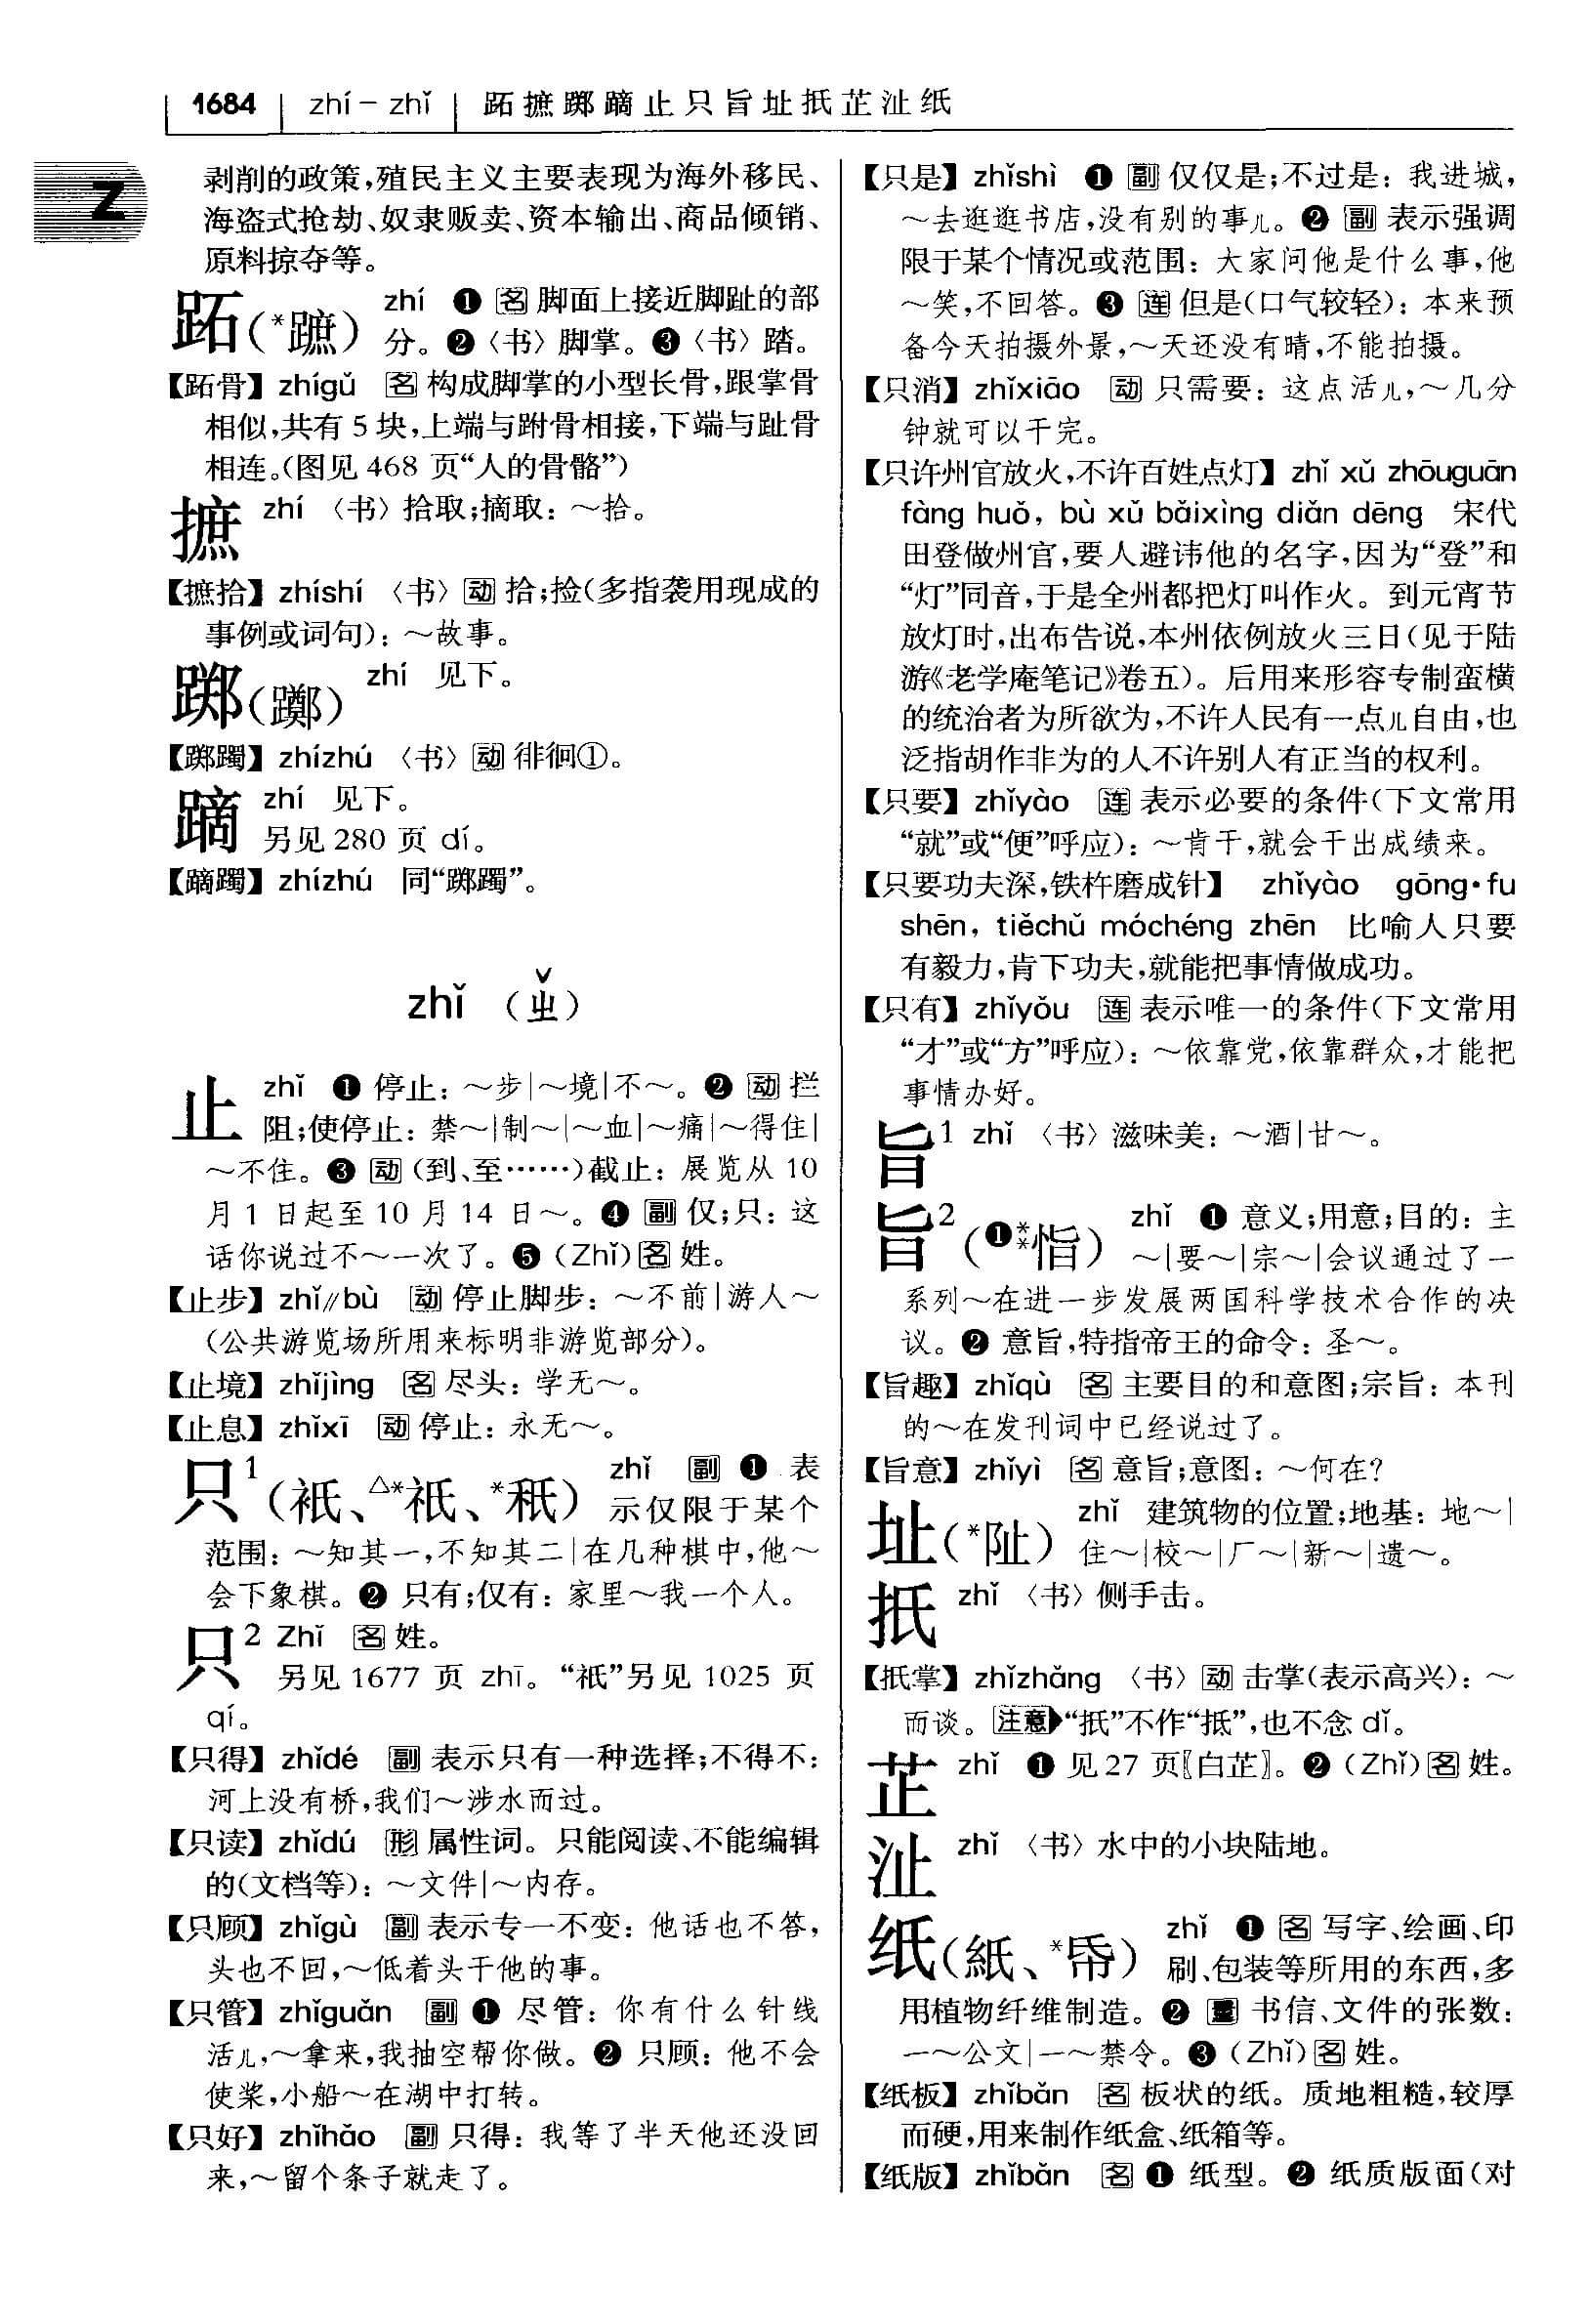 1684 zhí－zhǐ 跖摭踯蹢止只旨址扺芷沚纸
Z
剥削的政策，殖民主义主要表现为海外移民、
海盗式抢劫、奴隶贩卖、资本输出、商品倾销、
原料掠夺等。
跖（*蹠） zhí ❶ 名 脚面上接近脚趾的部
分。❷〈书〉脚掌。❸〈书〉踏。
【跖骨】zhígǔ 名 构成脚掌的小型长骨，跟掌骨
相似，共有 5 块，上端与跗骨相接，下端与趾骨
相连。（图见 468 页“人的骨骼”）
摭 zhí 〈书〉拾取；摘取：～拾。
【摭拾】zhíshí 〈书〉动 拾；捡（多指袭用现成的
事例或词句）：～故事。
踯（躑） zhí 见下。
【踯躅】zhízhú 〈书〉动 徘徊①。
蹢 zhí 见下。
另见 280 页 dí。
【蹢躅】zhízhú 同“踯躅”。
zhǐ （ㄓˇ）
止 zhǐ ❶ 停止：～步|～境|不～。❷ 动 拦
阻；使停止：禁～|制～|～血|～痛|～得住|
～不住。❸ 动（到、至……）截止：展览从 10
月 1 日起至 10 月 14 日～。❹ 副 仅；只：这
话你说过不～一次了。❺（Zhǐ）名 姓。
【止步】zhǐ∥bù 动 停止脚步：～不前|游人～
（公共游览场所用来标明非游览部分）。
【止境】zhǐjìng 名 尽头：学无～。
【止息】zhǐxī 动 停止：永无～。
只1（衹、△*祇、*秖） zhǐ 副 ❶ 表
示仅限于某个
范围：～知其一，不知其二|在几种棋中，他～
会下象棋。❷ 只有；仅有：家里～我一个人。
只2 Zhǐ 名 姓。
另见 1677 页 zhī。“祇”另见 1025 页
qí。
【只得】zhǐdé 副 表示只有一种选择；不得不：
河上没有桥，我们～涉水而过。
【只读】zhǐdú 形 属性词。只能阅读、不能编辑
的（文档等）：～文件|～内存。
【只顾】zhǐgù 副 表示专一不变：他话也不答，
头也不回，～低着头干他的事。
【只管】zhǐguǎn 副 ❶ 尽管：你有什么针线
活儿，～拿来，我抽空帮你做。❷ 只顾：他不会
使桨，小船～在湖中打转。
【只好】zhǐhǎo 副 只得：我等了半天他还没回
来，～留个条子就走了。
【只是】zhǐshì ❶ 副 仅仅是；不过是：我进城，
～去逛逛书店，没有别的事儿。❷ 副 表示强调
限于某个情况或范围：大家问他是什么事，他
～笑，不回答。❸ 连 但是（口气较轻）：本来预
备今天拍摄外景，～天还没有晴，不能拍摄。
【只消】zhǐxiāo 动 只需要：这点活儿，～几分
钟就可以干完。
【只许州官放火，不许百姓点灯】zhǐ xǔ zhōuguān
fàng huǒ，bù xǔ bǎixìng diǎn dēng 宋代
田登做州官，要人避讳他的名字，因为“登”和
“灯”同音，于是全州都把灯叫作火。到元宵节
放灯时，出布告说，本州依例放火三日（见于陆
游《老学庵笔记》卷五）。后用来形容专制蛮横
的统治者为所欲为，不许人民有一点儿自由，也
泛指胡作非为的人不许别人有正当的权利。
【只要】zhǐyào 连 表示必要的条件（下文常用
“就”或“便”呼应）：～肯干，就会干出成绩来。
【只要功夫深，铁杵磨成针】 zhǐyào gōng·fu
shēn，tiěchǔ móchéng zhēn 比喻人只要
有毅力，肯下功夫，就能把事情做成功。
【只有】zhǐyǒu 连 表示唯一的条件（下文常用
“才”或“方”呼应）：～依靠党，依靠群众，才能把
事情办好。
旨1 zhǐ 〈书〉滋味美：～酒|甘～。
旨2（❶**恉） zhǐ ❶ 意义；用意；目的：主
～|要～|宗～|会议通过了一
系列～在进一步发展两国科学技术合作的决
议。❷ 意旨，特指帝王的命令：圣～。
【旨趣】zhǐqù 名 主要目的和意图；宗旨：本刊
的～在发刊词中已经说过了。
【旨意】zhǐyì 名 意旨；意图：～何在？
址（*阯） zhǐ 建筑物的位置；地基：地～|
住～|校～|厂～|新～|遗～。
扺 zhǐ 〈书〉侧手击。
【扺掌】zhǐzhǎng 〈书〉动 击掌（表示高兴）：～
而谈。注意 “扺”不作“抵”，也不念 dǐ。
芷 zhǐ ❶ 见 27 页〖白芷〗。❷（Zhǐ）名 姓。
沚 zhǐ 〈书〉水中的小块陆地。
纸（紙、*帋） zhǐ ❶ 名 写字、绘画、印
刷、包装等所用的东西，多
用植物纤维制造。❷ 量 书信、文件的张数：
一～公文|一～禁令。❸（Zhǐ）名 姓。
【纸板】zhǐbǎn 名 板状的纸。质地粗糙，较厚
而硬，用来制作纸盒、纸箱等。
【纸版】zhǐbǎn 名 ❶ 纸型。❷ 纸质版面（对